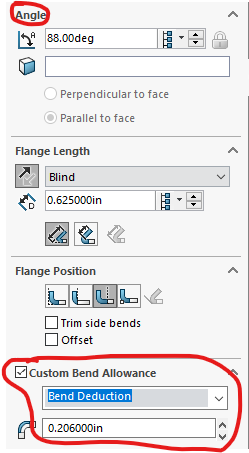 Angle
88.00deg
Perpendicular to face
Parallel to face
Flange Length
Blind
0.625000in
Flange Position
Trim side bends
Offset
Custom Bend Allowance
Bend Deduction
0.206000in